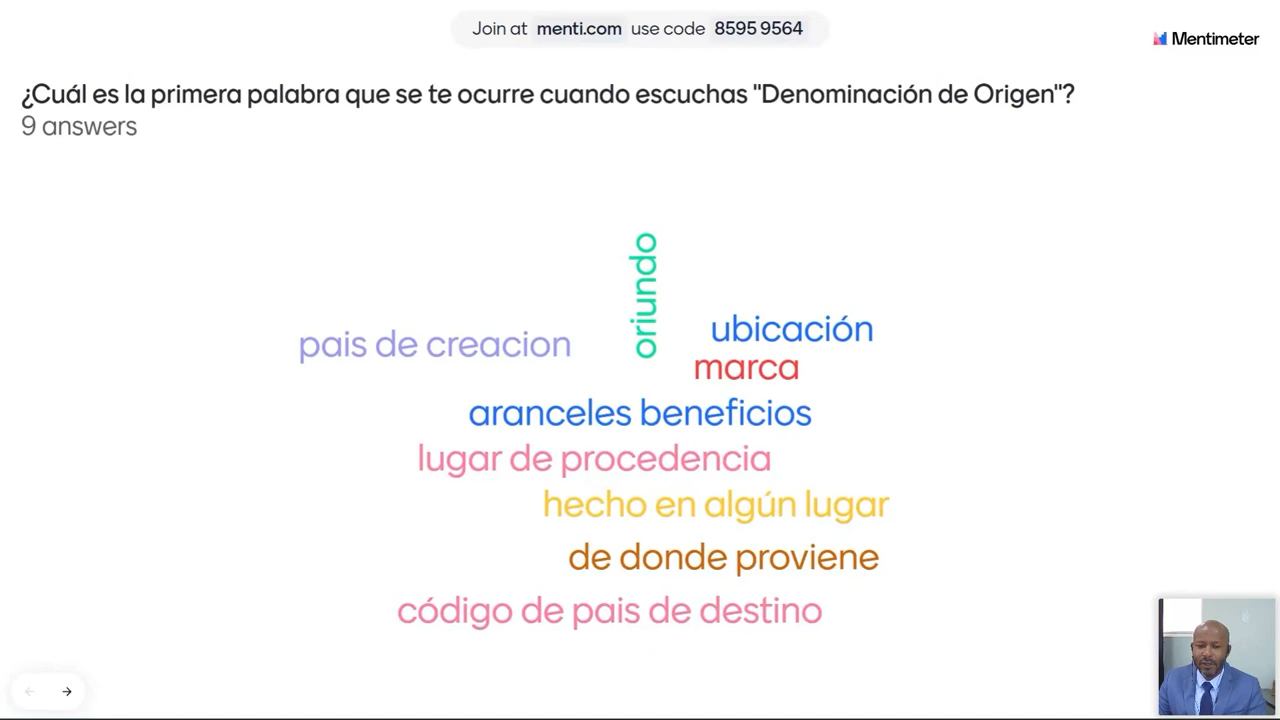 Join at menti.com use code 8595 9564
Mentimeter
¿Cuál es la primera palabra que se te ocurre cuando escuchas "Denominación de Origen"?
9 answers
oriundo
pais de creacion
ubicación
marca
aranceles beneficios
lugar de procedencia
hecho en algún lugar
de donde proviene
código de pais de destino